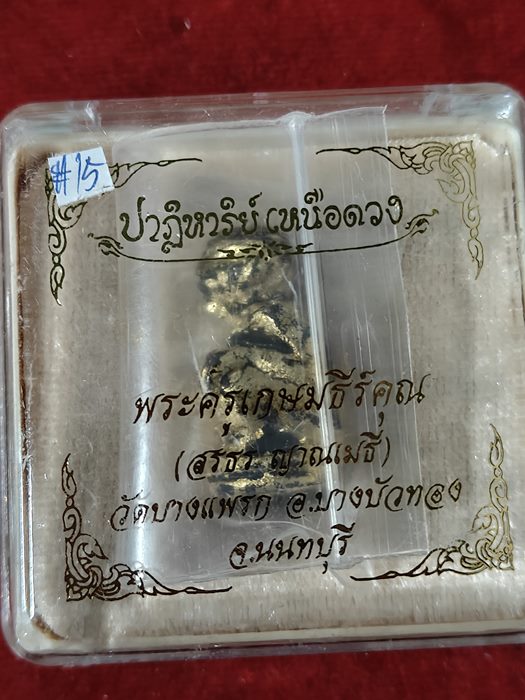 #15
ปาฏิหาริย์ เหนือดวง
พระครูเกษมธีร์คุณ
(สุรธร ญาณเมธี)
วัดบางแพรก อ.บางบัวทอง
จ.นนทบุรี